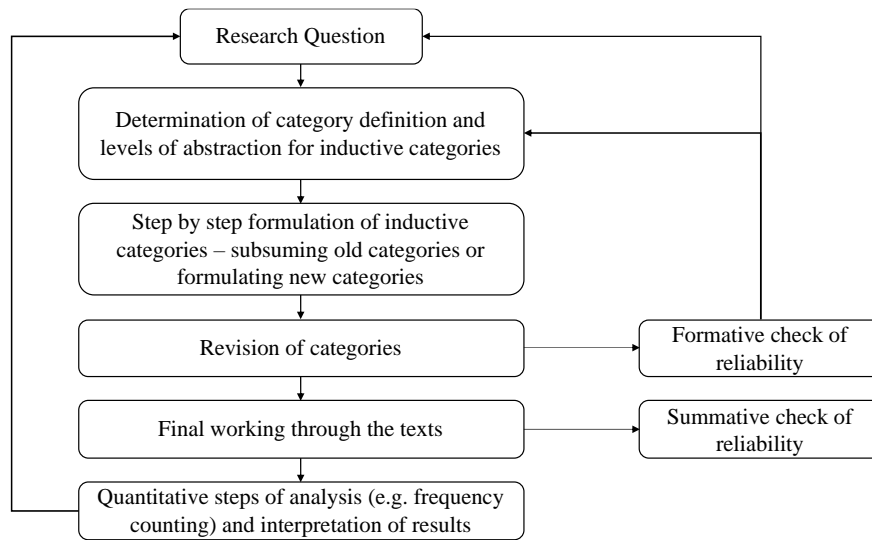 Research Question
Determination of category definition and
levels of abstraction for inductive categories
Step by step formulation of inductive
categories – subsuming old categories or
formulating new categories
Revision of categories
Formative check of
reliability
Final working through the texts
Summative check of
reliability
Quantitative steps of analysis (e.g. frequency
counting) and interpretation of results